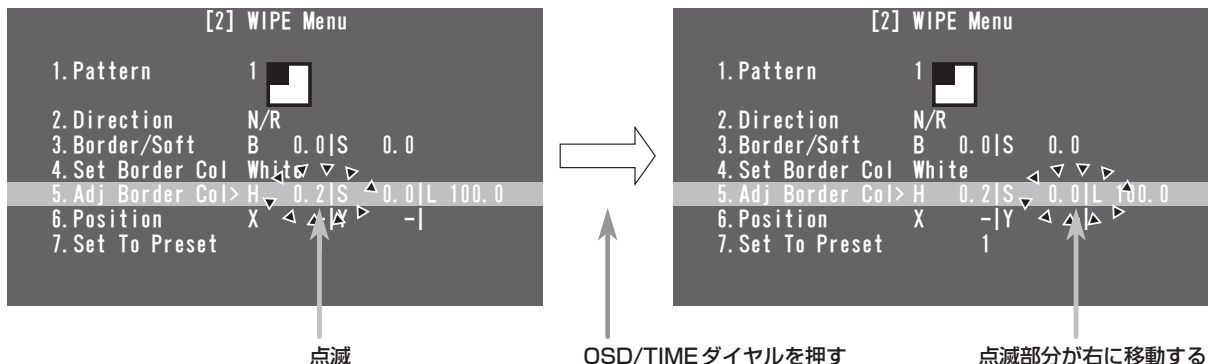 [2] WIPE Menu
1. Pattern 1
2. Direction N/R
3. Border/Soft B 0.0|S 0.0
4. Set Border Col White
5. Adj Border Col> H 0.2|S 0.0|L 100.0
6. Position X -|Y -|
7. Set To Preset
点滅
OSD/TIMEダイヤルを押す
[2] WIPE Menu
1. Pattern 1
2. Direction N/R
3. Border/Soft B 0.0|S 0.0
4. Set Border Col White
5. Adj Border Col> H 0.2|S 0.0|L 100.0
6. Position X -|Y -|
7. Set To Preset 1
点滅部分が右に移動する